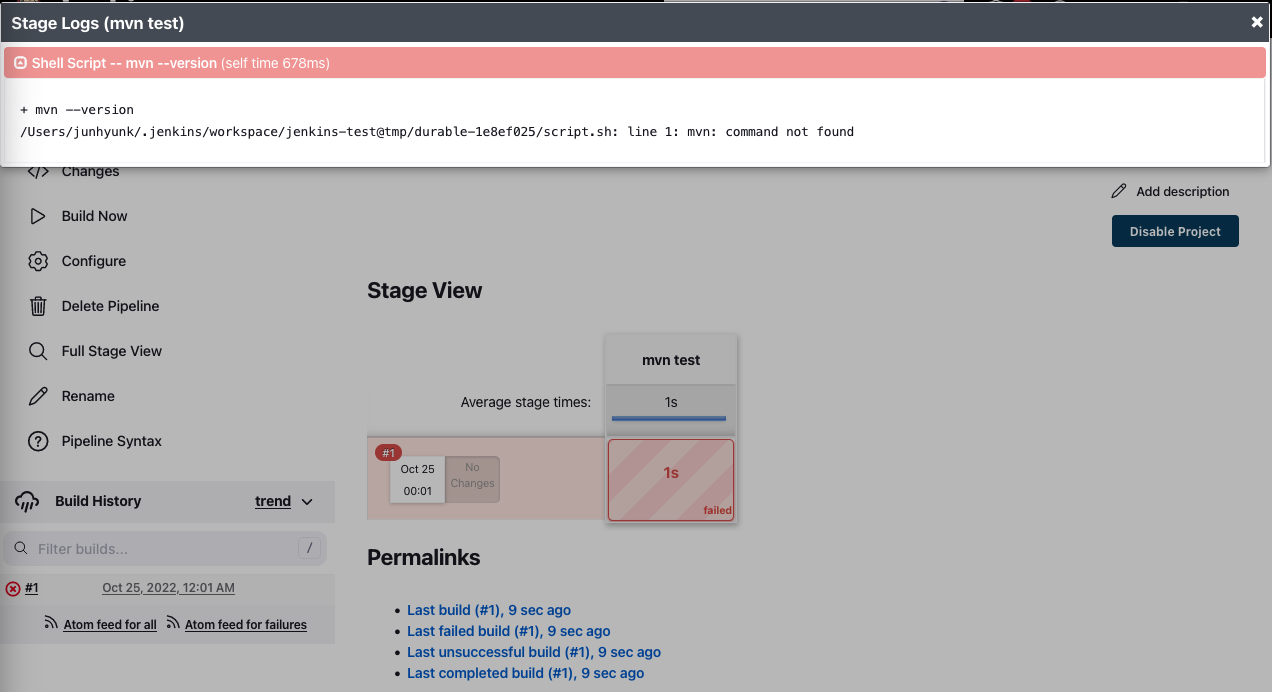 Stage Logs (mvn test)
Shell Script -- mvn --version (self time 678ms)
+ mvn --version
/Users/junhyunk/.jenkins/workspace/jenkins-test@tmp/durable-1e8ef025/script.sh: line 1: mvn: command not found
Changes
Build Now
Configure
Delete Pipeline
Full Stage View
Rename
Pipeline Syntax
Build History
trend
Filter builds...
/
#1
Oct 25, 2022, 12:01 AM
Atom feed for all
Atom feed for failures
Add description
Disable Project
Stage View
mvn test
Average stage times:
1s
#1
Oct 25
00:01
No
Changes
1s
failed
Permalinks
Last build (#1), 9 sec ago
Last failed build (#1), 9 sec ago
Last unsuccessful build (#1), 9 sec ago
Last completed build (#1), 9 sec ago